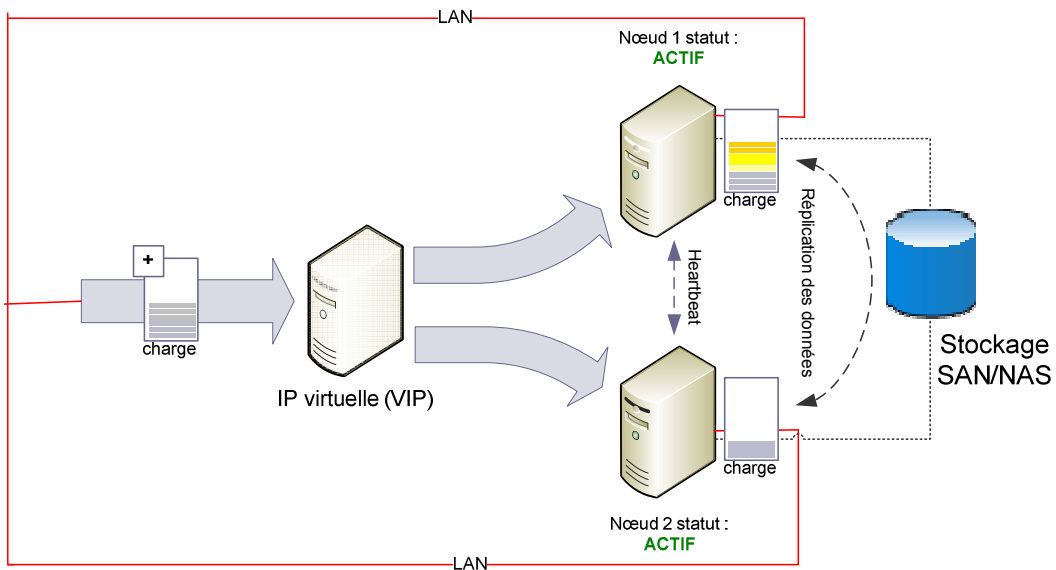 LAN
Nœud 1 statut :
ACTIF
charge
+
charge
IP virtuelle (VIP)
Heartbeat
Réplication des données
Stockage
SAN/NAS
charge
Nœud 2 statut :
ACTIF
LAN